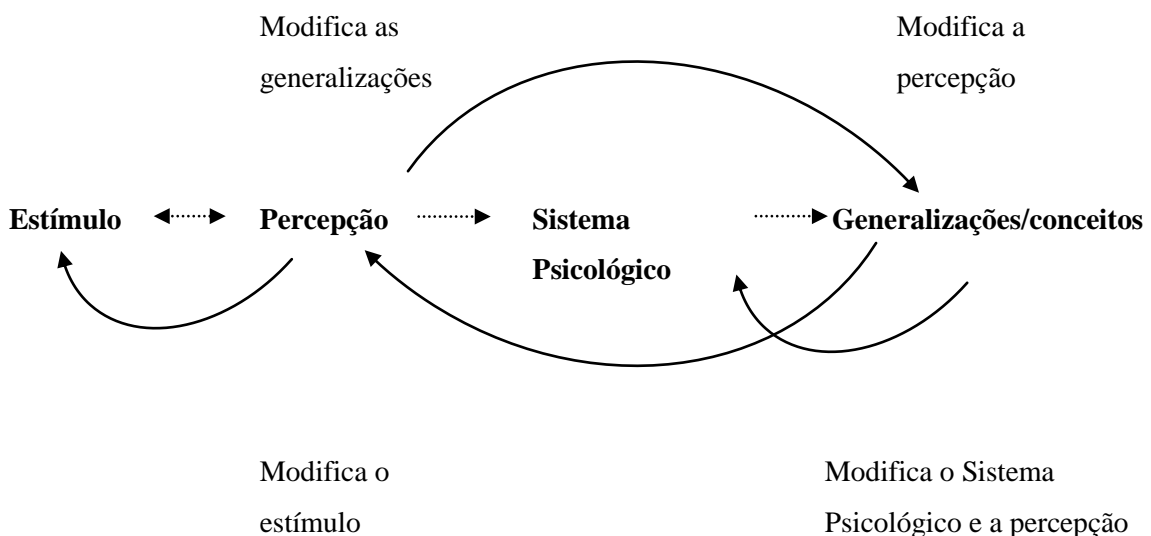 Modifica as
generalizações
Modifica a
percepção
Estímulo
Percepção
Sistema
Psicológico
Generalizações/conceitos
Modifica o
estímulo
Modifica o Sistema
Psicológico e a percepção